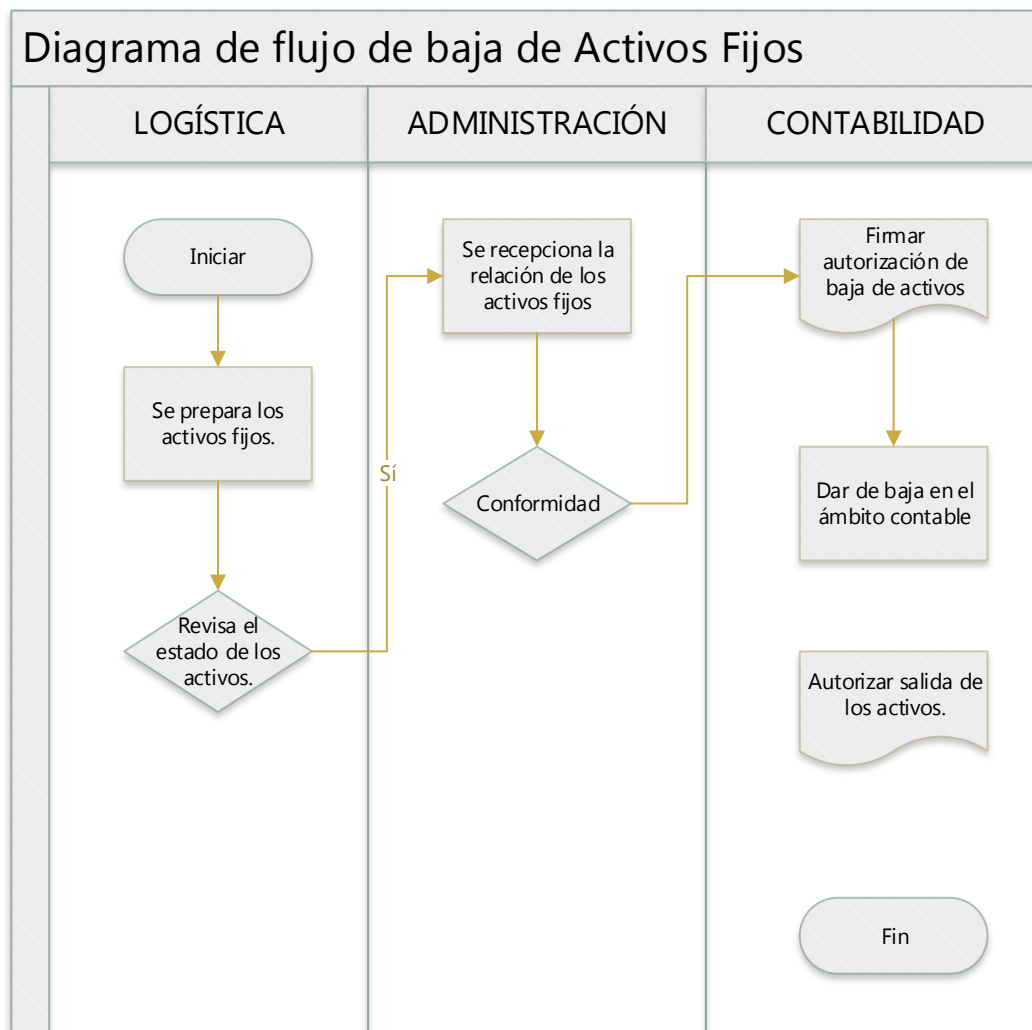 Diagrama de flujo de baja de Activos Fijos
LOGÍSTICA
ADMINISTRACIÓN
CONTABILIDAD
Iniciar
Se prepara los
activos fijos.
Revisa el
estado de los
activos.
Sí
Se recepciona la
relación de los
activos fijos
Conformidad
Firmar
autorización de
baja de activos
Dar de baja en el
ámbito contable
Autorizar salida de
los activos.
Fin